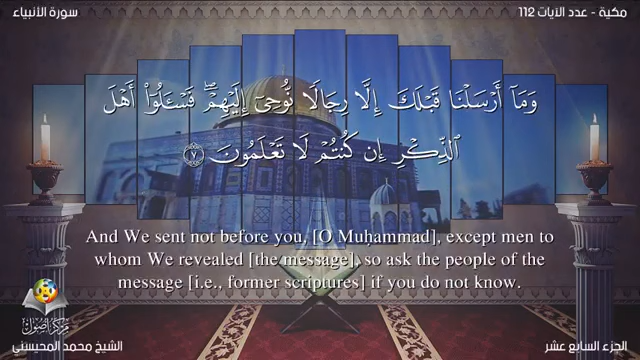 مكية - عدد الآيات 112
سورة الأنبياء
وَمَآ أَرْسَلْنَا قَبْلَكَ إِلَّا رِجَالًا نُّوحِىٓ إِلَيْهِمْ ۖ فَسْـَٔلُوٓا۟ أَهْلَ
ٱلذِّكْرِ إِن كُنتُمْ لَا تَعْلَمُونَ ٧
And We sent not before you, [O Muḥammad], except men to
whom We revealed [the message], so ask the people of the
message [i.e., former scriptures] if you do not know.
مركز أصول
الجزء السابع عشر
الشيخ محمد المحيسني